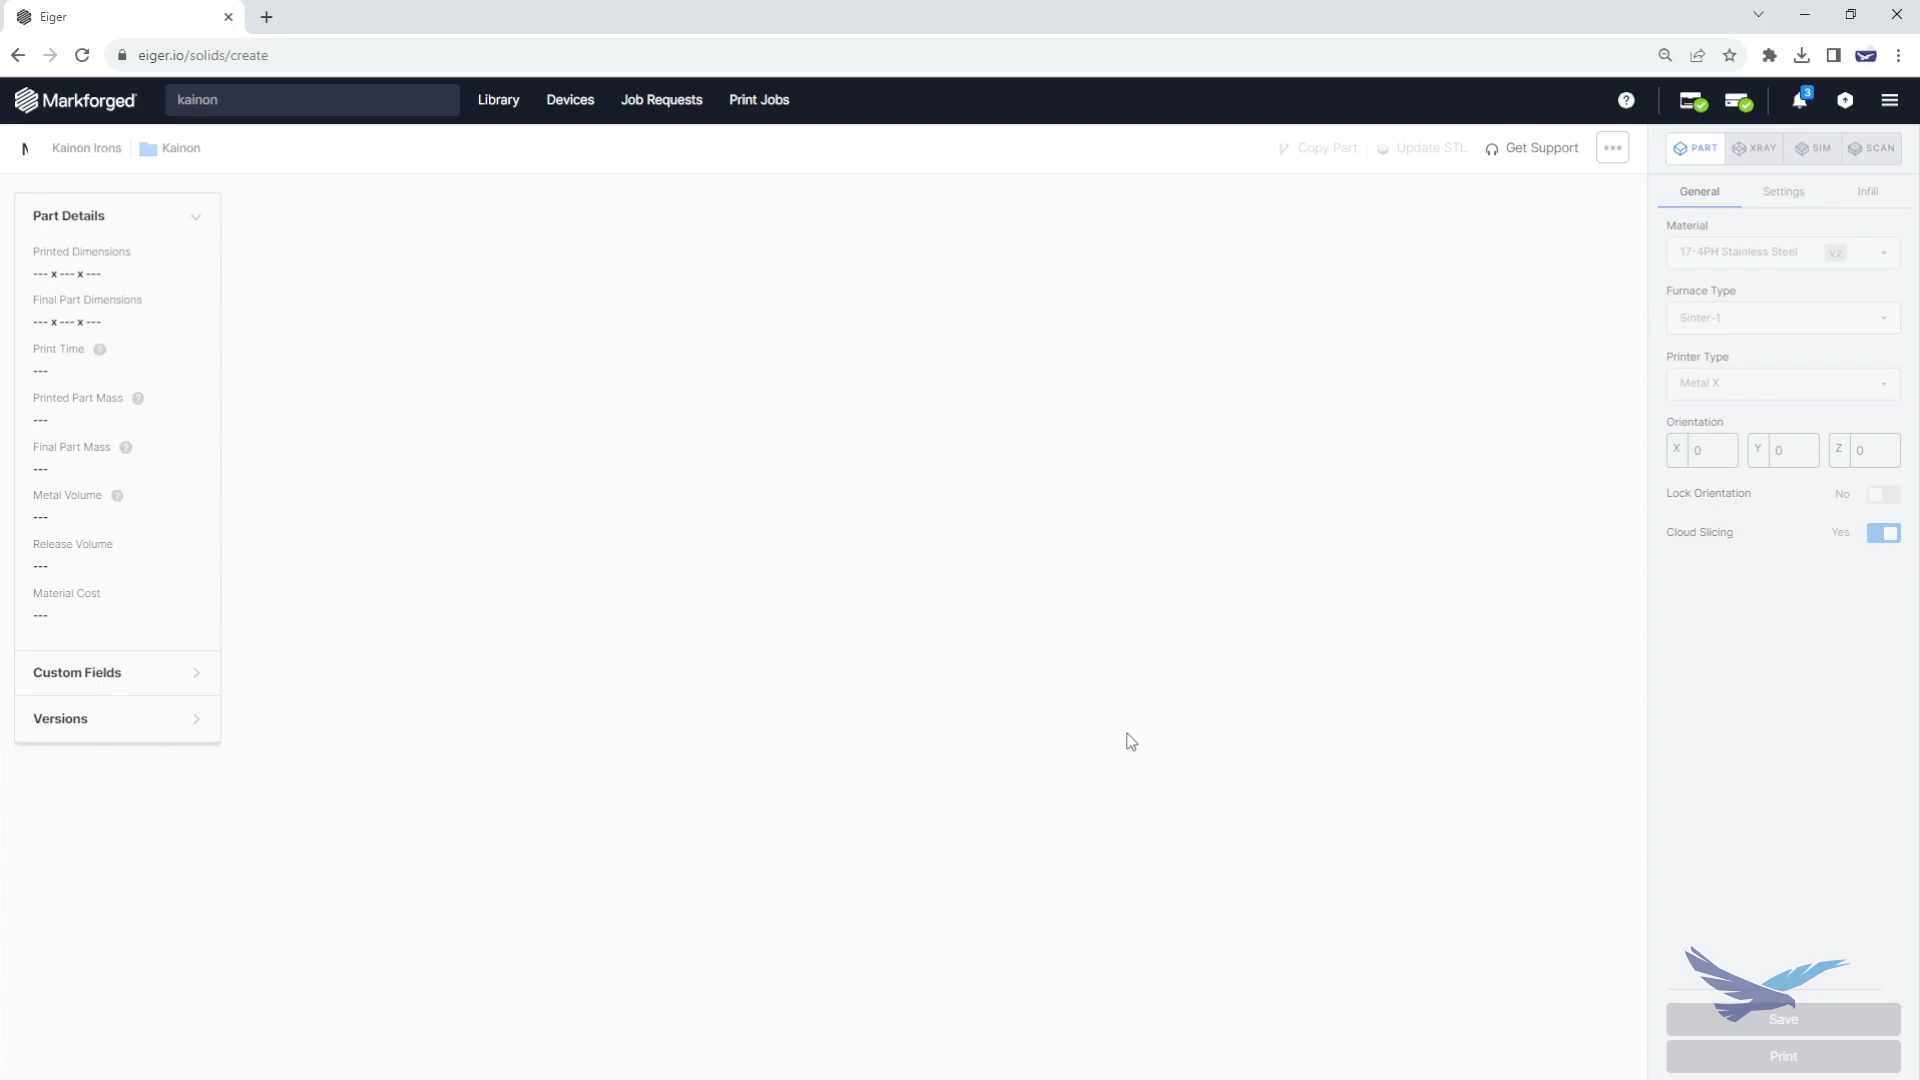 Eiger
eiger.io/solids/create
Markforged
kainon
Library
Devices
Job Requests
Print Jobs
3
Kainon Irons
Kainon
Copy Part
Update STL
Get Support
PART
XRAY
SIM
SCAN
Part Details
Printed Dimensions
--- x --- x ---
Final Part Dimensions
--- x --- x ---
Print Time
---
Printed Part Mass
---
Final Part Mass
---
Metal Volume
---
Release Volume
---
Material Cost
---
Custom Fields
Versions
General
Settings
Infill
Material
17-4PH Stainless Steel V2
Furnace Type
Sinter-1
Printer Type
Metal X
Orientation
X 0
Y 0
Z 0
Lock Orientation No
Cloud Slicing Yes
Save
Print